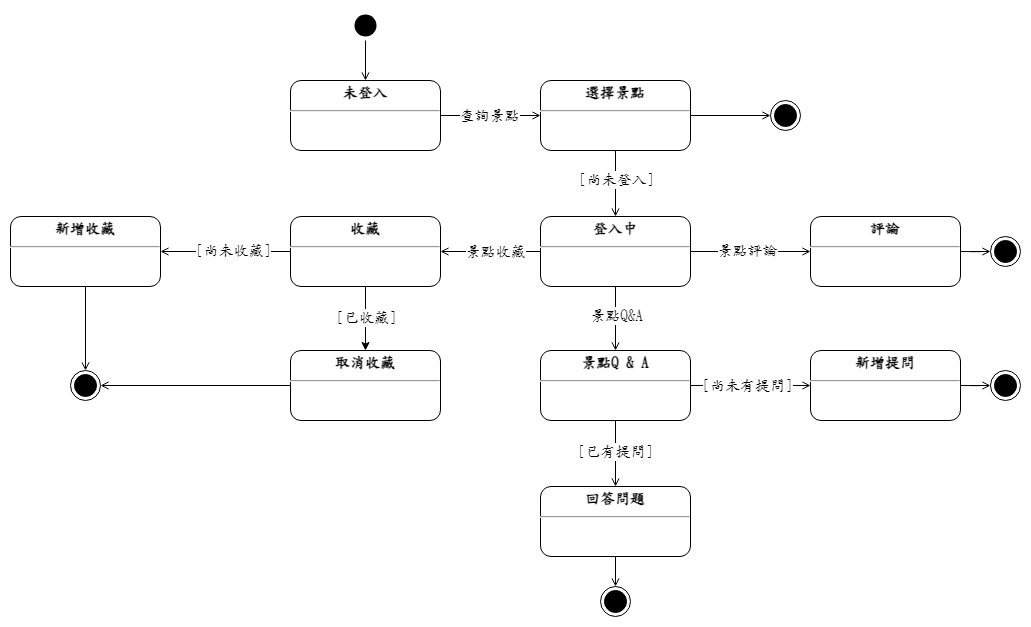 未登入
選擇景點
查詢景點
[尚未登入]
新增收藏
收藏
登入中
評論
[尚未收藏]
景點收藏
景點評論
[已收藏]
景點Q&A
取消收藏
景點Q & A
新增提問
[尚未有提問]
[已有提問]
回答問題